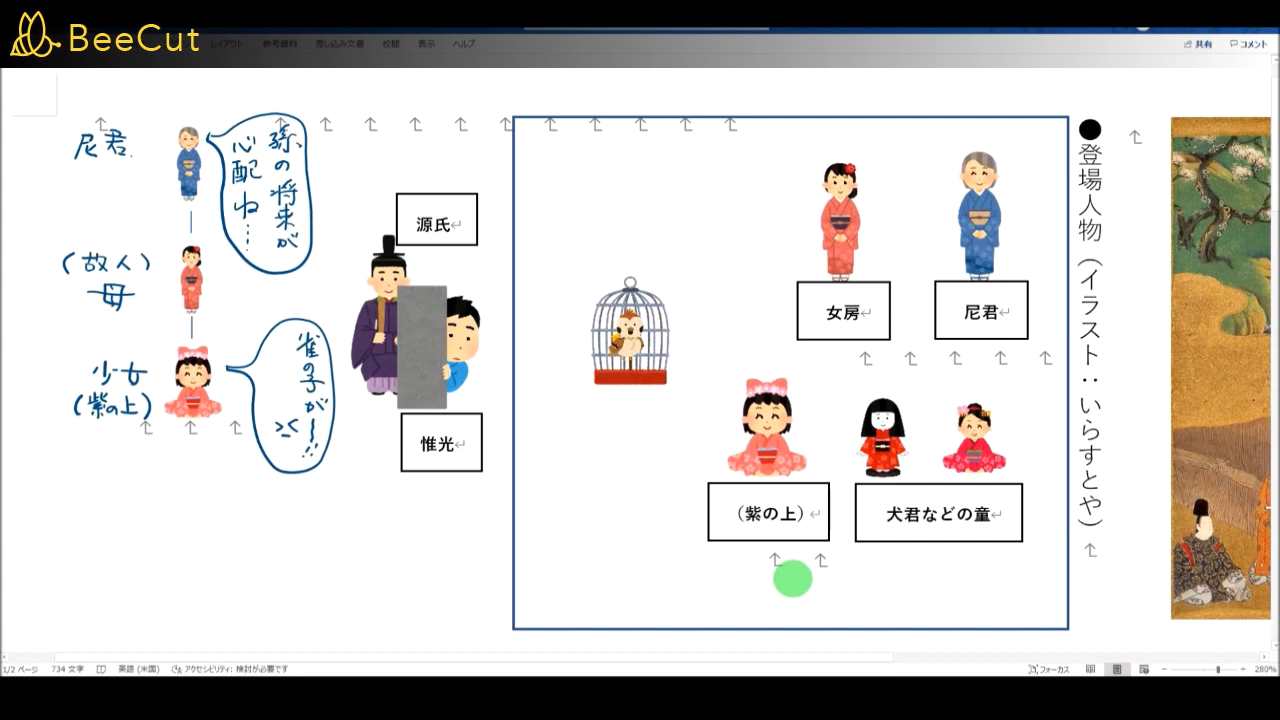 BeeCut
レイアウト 参考資料 差し込み文書 校閲 表示 ヘルプ 共有 コメント
●登場人物（イラスト：いらすとや）
尼君
女房
犬君などの童
（紫の上）
源氏
惟光
孫の将来が
心配ね……
雀の子が～!!
尼君
（故人）
母
少女
（紫の上）
1/2 ページ 734 文字 英語 (米国) アクセシビリティ: 検討が必要です フォーカス 280%